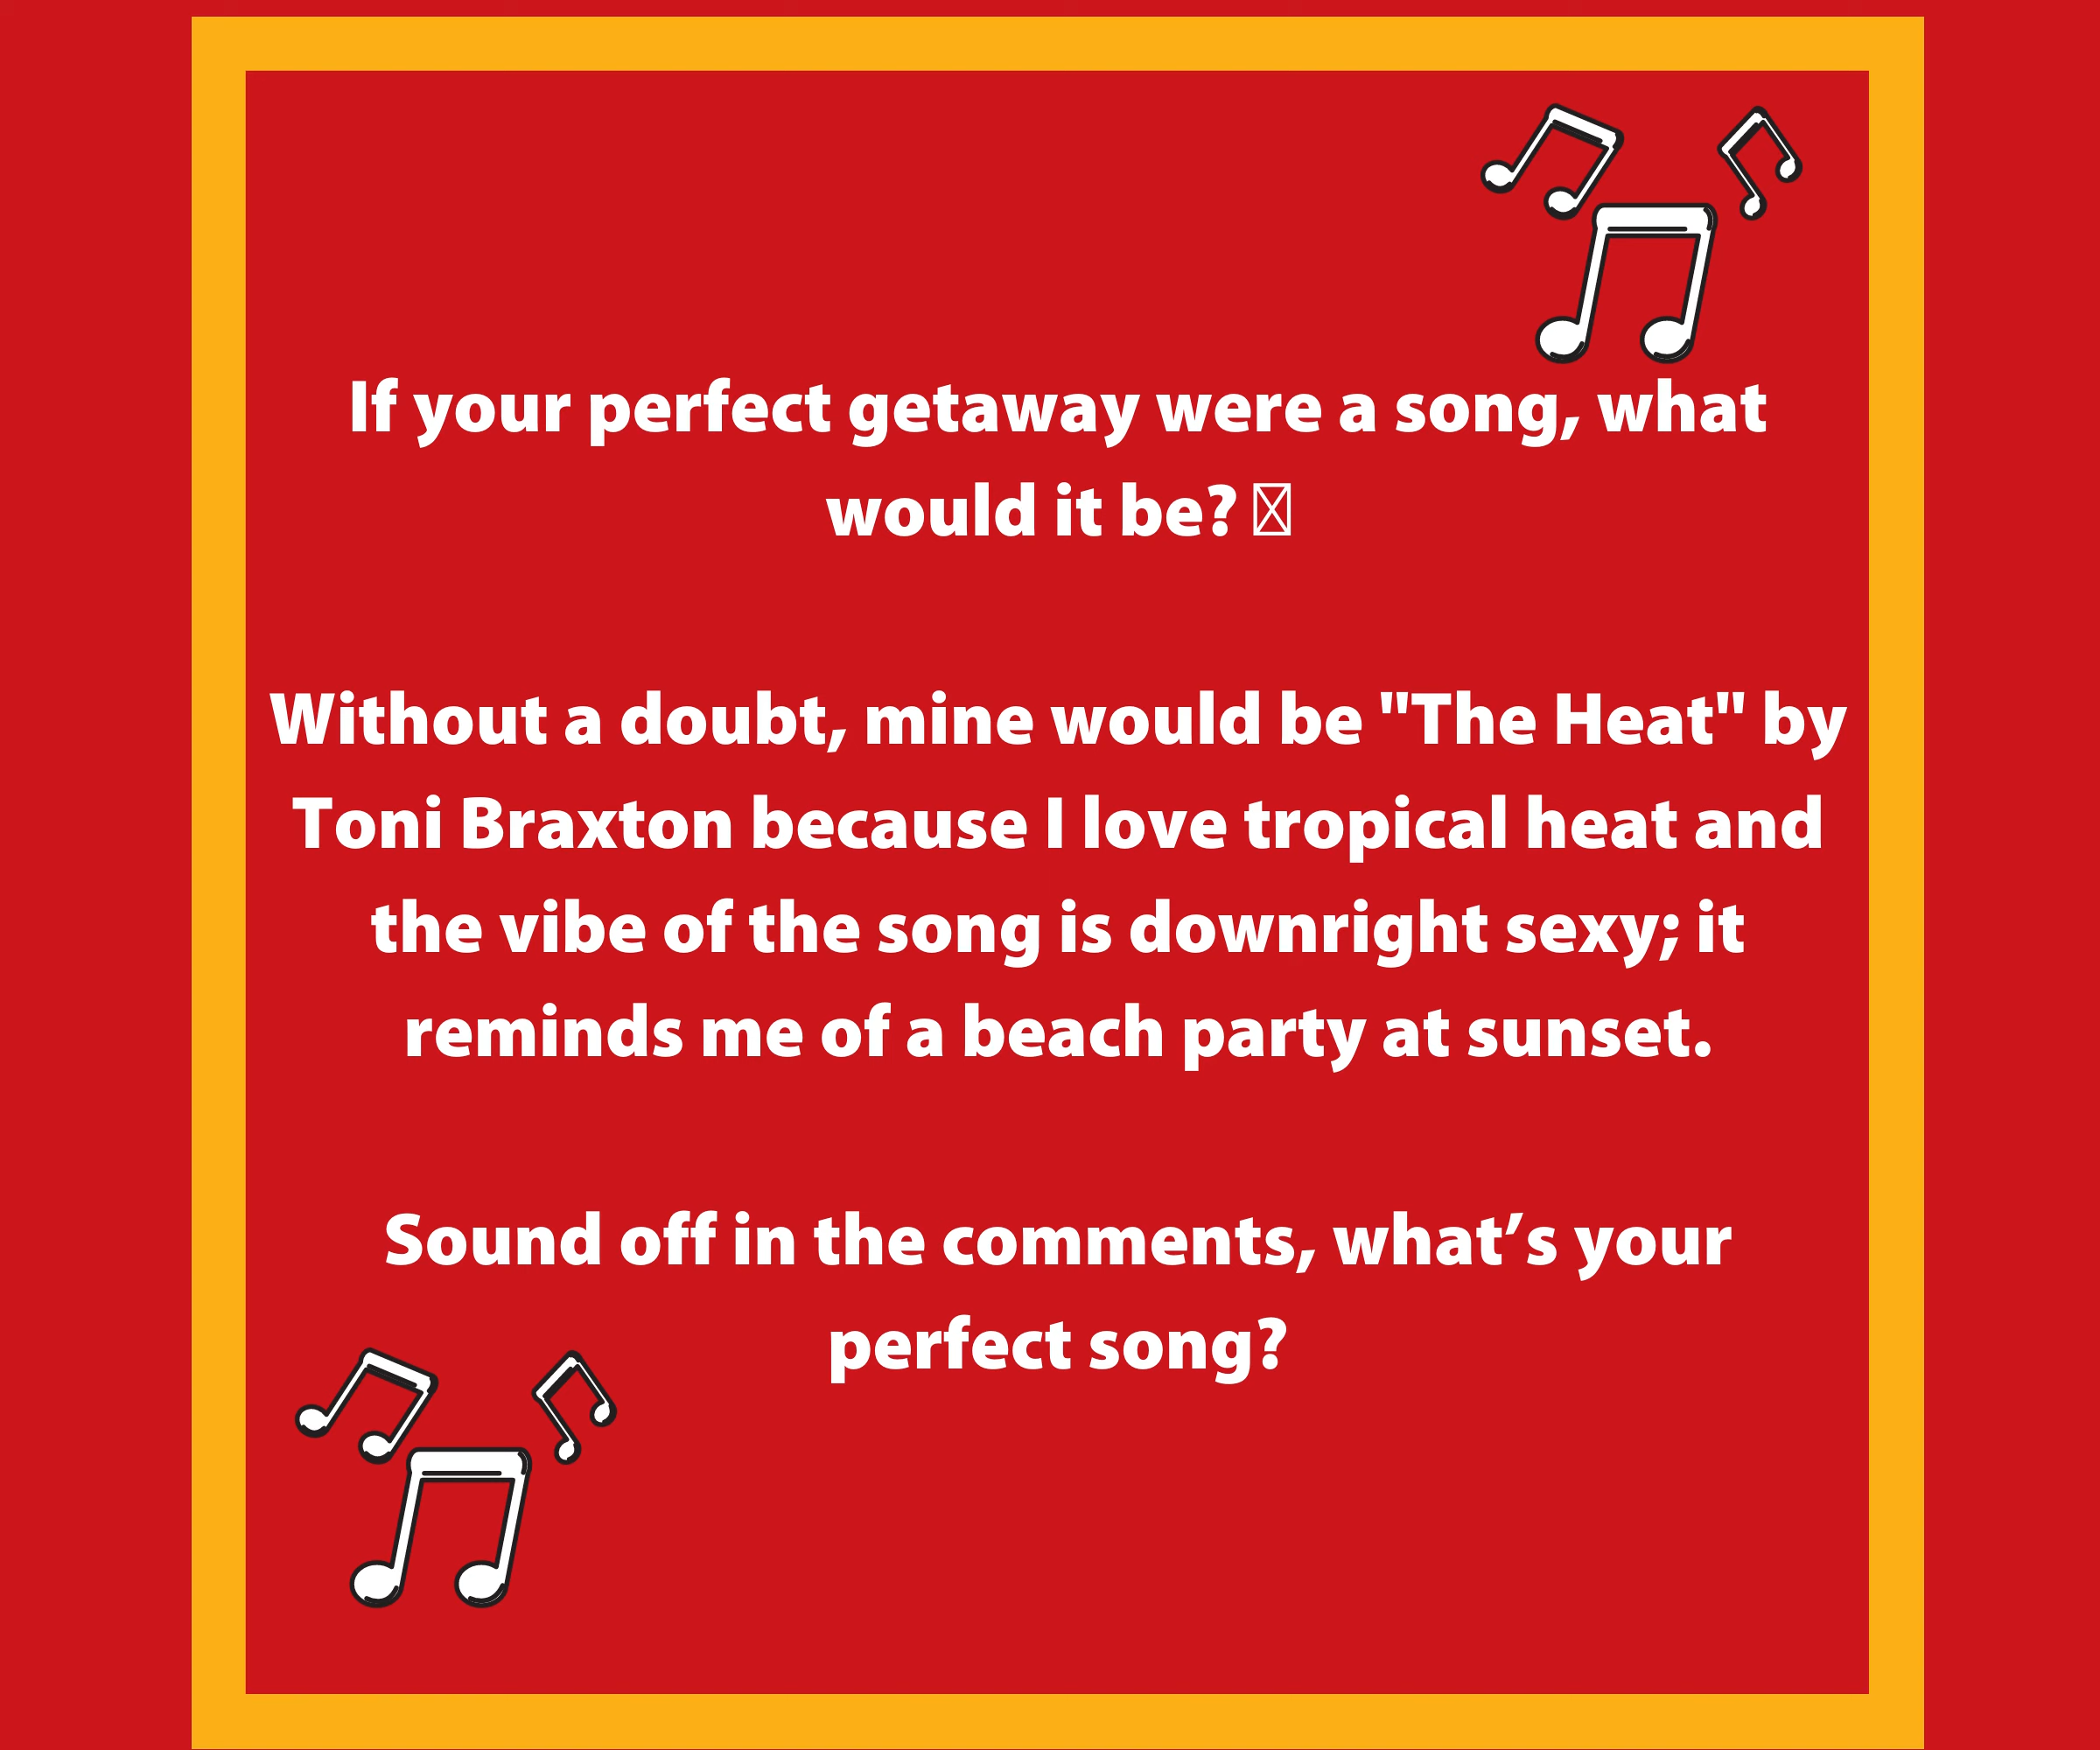 If your perfect getaway were a song, what
would it be?
Without a doubt, mine would be "The Heat" by
Toni Braxton because I love tropical heat and
the vibe of the song is downright sexy; it
reminds me of a beach party at sunset.
Sound off in the comments, what's your
perfect song?